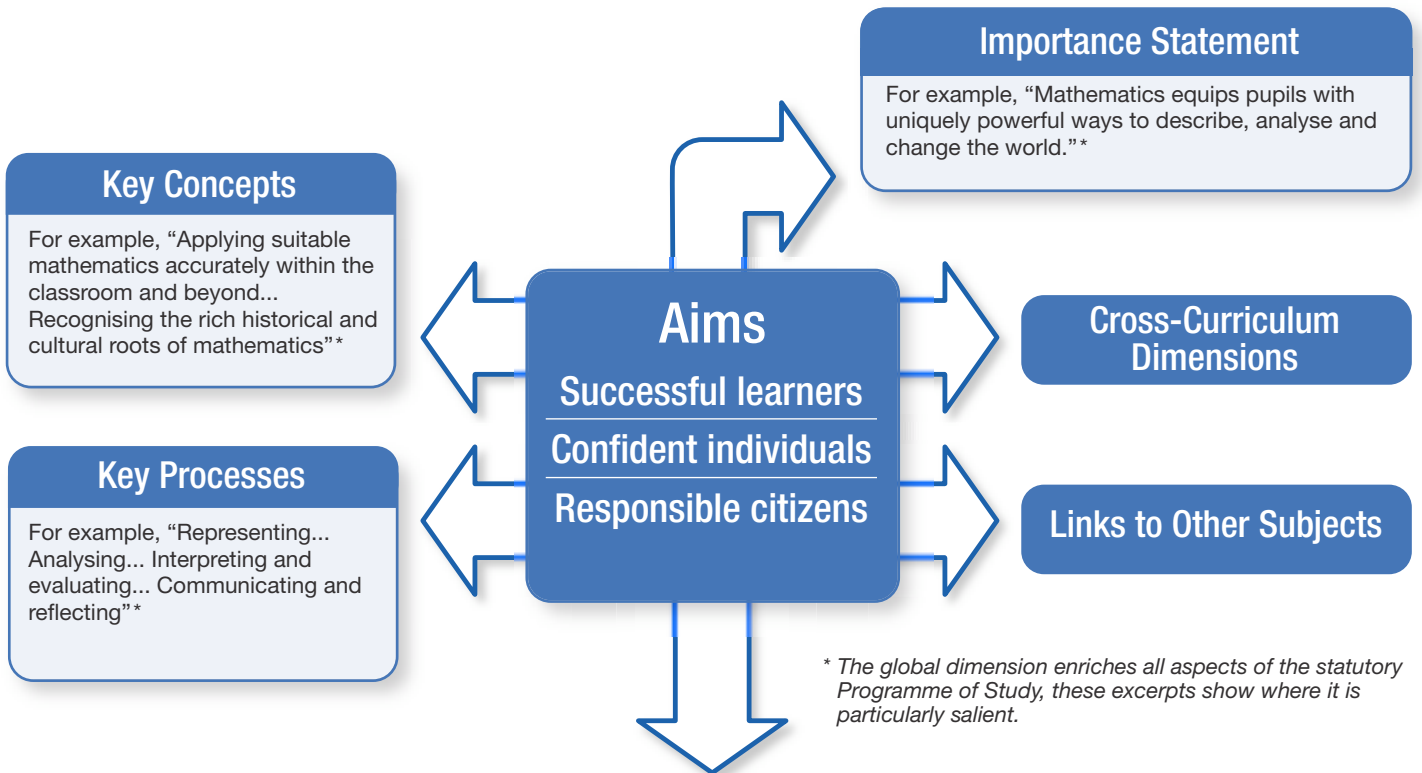 Importance Statement
For example, “Mathematics equips pupils with
uniquely powerful ways to describe, analyse and
change the world.”*
Key Concepts
For example, “Applying suitable
mathematics accurately within the
classroom and beyond...
Recognising the rich historical and
cultural roots of mathematics”*
Key Processes
For example, “Representing...
Analysing... Interpreting and
evaluating... Communicating and
reflecting”*
Aims
Successful learners
Confident individuals
Responsible citizens
Cross-Curriculum
Dimensions
Links to Other Subjects
* The global dimension enriches all aspects of the statutory
Programme of Study, these excerpts show where it is
particularly salient.